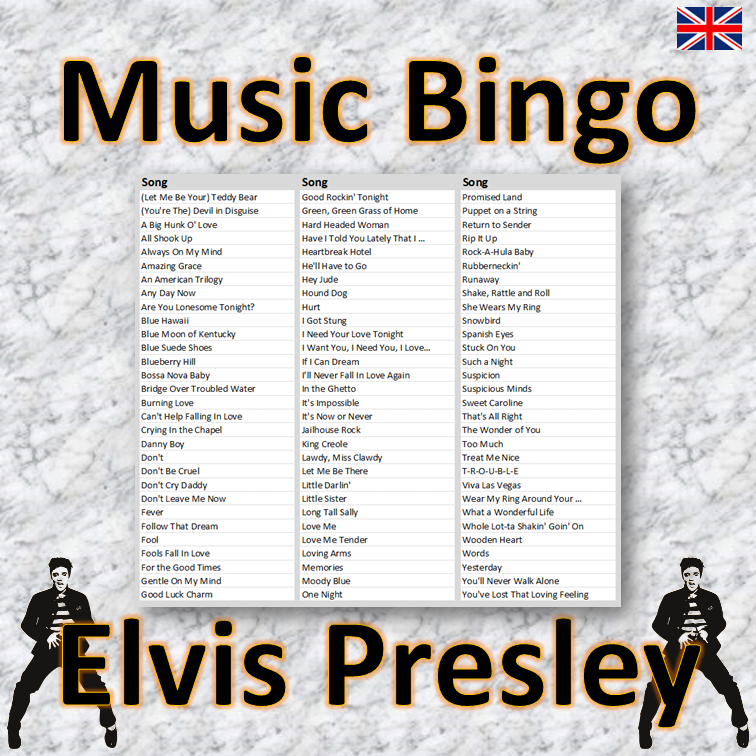 Music Bingo
Song
(Let Me Be Your) Teddy Bear
(You're The) Devil in Disguise
A Big Hunk O' Love
All Shook Up
Always On My Mind
Amazing Grace
An American Trilogy
Any Day Now
Are You Lonesome Tonight?
Blue Hawaii
Blue Moon of Kentucky
Blue Suede Shoes
Blueberry Hill
Bossa Nova Baby
Bridge Over Troubled Water
Burning Love
Can't Help Falling In Love
Crying In the Chapel
Danny Boy
Don't
Don't Be Cruel
Don't Cry Daddy
Don't Leave Me Now
Fever
Follow That Dream
Fool
Fools Fall In Love
For the Good Times
Gentle On My Mind
Good Luck Charm
Song
Good Rockin' Tonight
Green, Green Grass of Home
Hard Headed Woman
Have I Told You Lately That I ...
Heartbreak Hotel
He'll Have to Go
Hey Jude
Hound Dog
Hurt
I Got Stung
I Need Your Love Tonight
I Want You, I Need You, I Love...
If I Can Dream
I'll Never Fall In Love Again
In the Ghetto
It's Impossible
It's Now or Never
Jailhouse Rock
King Creole
Lawdy, Miss Clawdy
Let Me Be There
Little Darlin'
Little Sister
Long Tall Sally
Love Me
Love Me Tender
Loving Arms
Memories
Moody Blue
One Night
Song
Promised Land
Puppet on a String
Return to Sender
Rip It Up
Rock-A-Hula Baby
Rubberneckin'
Runaway
Shake, Rattle and Roll
She Wears My Ring
Snowbird
Spanish Eyes
Stuck On You
Such a Night
Suspicion
Suspicious Minds
Sweet Caroline
That's All Right
The Wonder of You
Too Much
Treat Me Nice
T-R-O-U-B-L-E
Viva Las Vegas
Wear My Ring Around Your ...
What a Wonderful Life
Whole Lot-ta Shakin' Goin' On
Wooden Heart
Words
Yesterday
You'll Never Walk Alone
You've Lost That Loving Feeling
Elvis Presley